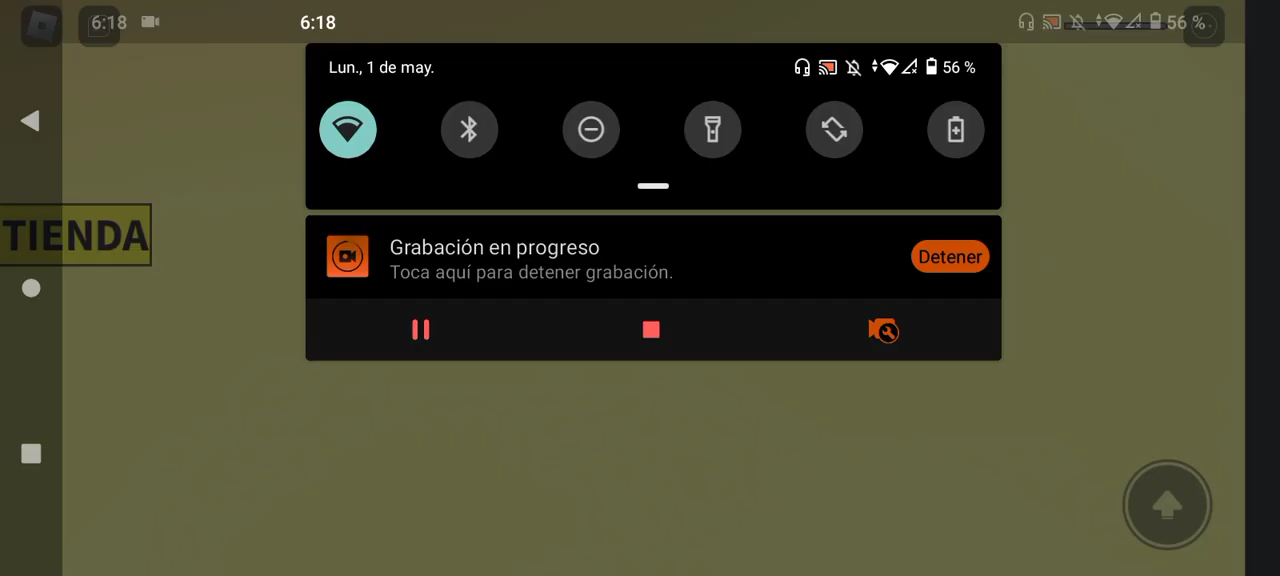 6:18
6:18
56 %
Lun., 1 de may.
56 %
TIENDA
Grabación en progreso
Toca aquí para detener grabación.
Detener